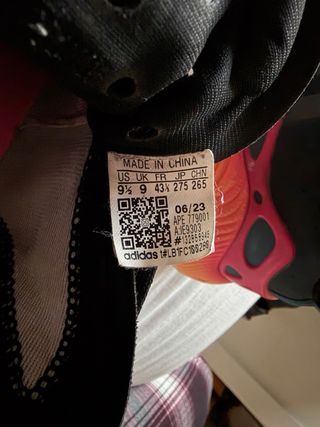 MADE IN CHINA
US UK FR JP CHN
9½ 9 43⅓ 275 265
06/23
APE 779001
adidas